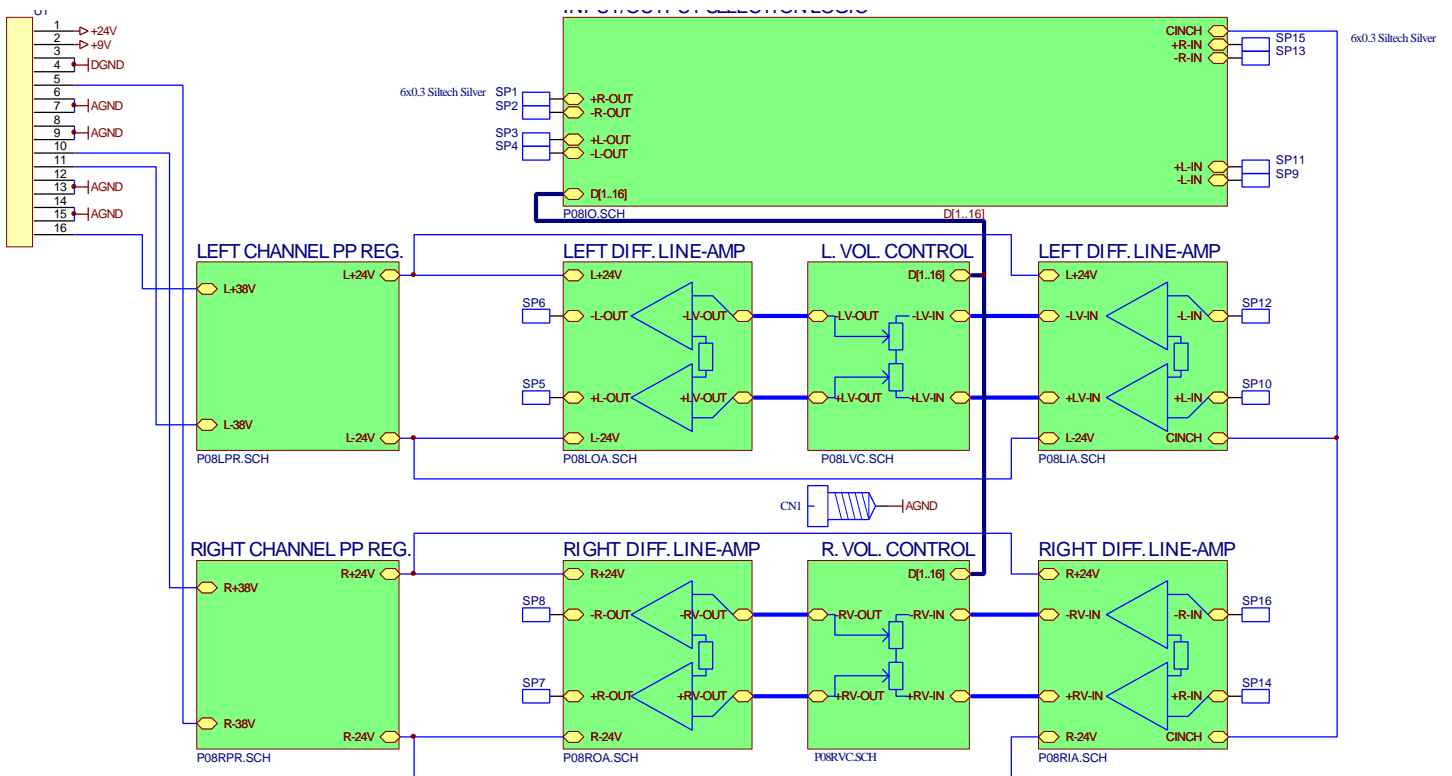 U1
INPUT/OUTPUT SELECTION LOGIC
1
+24V
2
+9V
3
4
DGND
5
6
7
AGND
8
9
AGND
10
11
12
13
AGND
14
15
AGND
16
CINCH
+R-IN
-R-IN
SP15
SP13
6x0.3 Siltech Silver
6x0.3 Siltech Silver
SP1
SP2
+R-OUT
-R-OUT
SP3
SP4
+L-OUT
-L-OUT
+L-IN
-L-IN
SP11
SP9
D[1..16]
P08IO.SCH
D[1..16]
LEFT CHANNEL PP REG.
L+24V
L+38V
L-38V
L-24V
P08LPR.SCH
LEFT DIFF. LINE-AMP
L+24V
SP6
-L-OUT
-LV-OUT
SP5
+L-OUT
+LV-OUT
L-24V
P08LOA.SCH
L. VOL. CONTROL
D[1..16]
-LV-OUT
-LV-IN
+LV-OUT
+LV-IN
P08LVC.SCH
LEFT DIFF. LINE-AMP
L+24V
-LV-IN
-L-IN
SP12
+LV-IN
+L-IN
SP10
L-24V
CINCH
P08LIA.SCH
CN1
AGND
RIGHT CHANNEL PP REG.
R+24V
R+38V
R-38V
R-24V
P08RPR.SCH
RIGHT DIFF. LINE-AMP
R+24V
SP8
-R-OUT
-RV-OUT
SP7
+R-OUT
+RV-OUT
R-24V
P08ROA.SCH
R. VOL. CONTROL
D[1..16]
-RV-OUT
-RV-IN
+RV-OUT
+RV-IN
P08RVC.SCH
RIGHT DIFF. LINE-AMP
R+24V
-RV-IN
-R-IN
SP16
+RV-IN
+R-IN
SP14
R-24V
CINCH
P08RIA.SCH